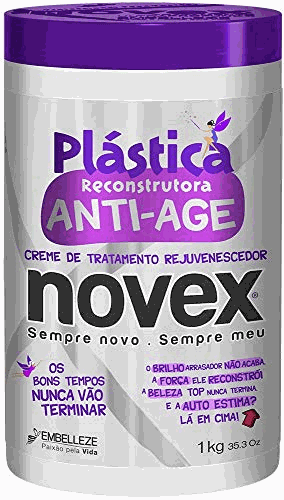 Plástica
Reconstrutora
ANTI-AGE
CREME DE TRATAMENTO REJUVENESCEDOR
novex®
Sempre novo . Sempre meu
OS
BONS TEMPOS
NUNCA VÃO
TERMINAR
O BRILHO ARRASADOR NÃO ACABA,
A FORÇA ELE RECONSTRÓI
A BELEZA TOP NUNCA TERMINA.
E A AUTO ESTIMA?
LÁ EM CIMA!
EMBELLEZE
Paixão pela Vida
1kg 35.3 Oz